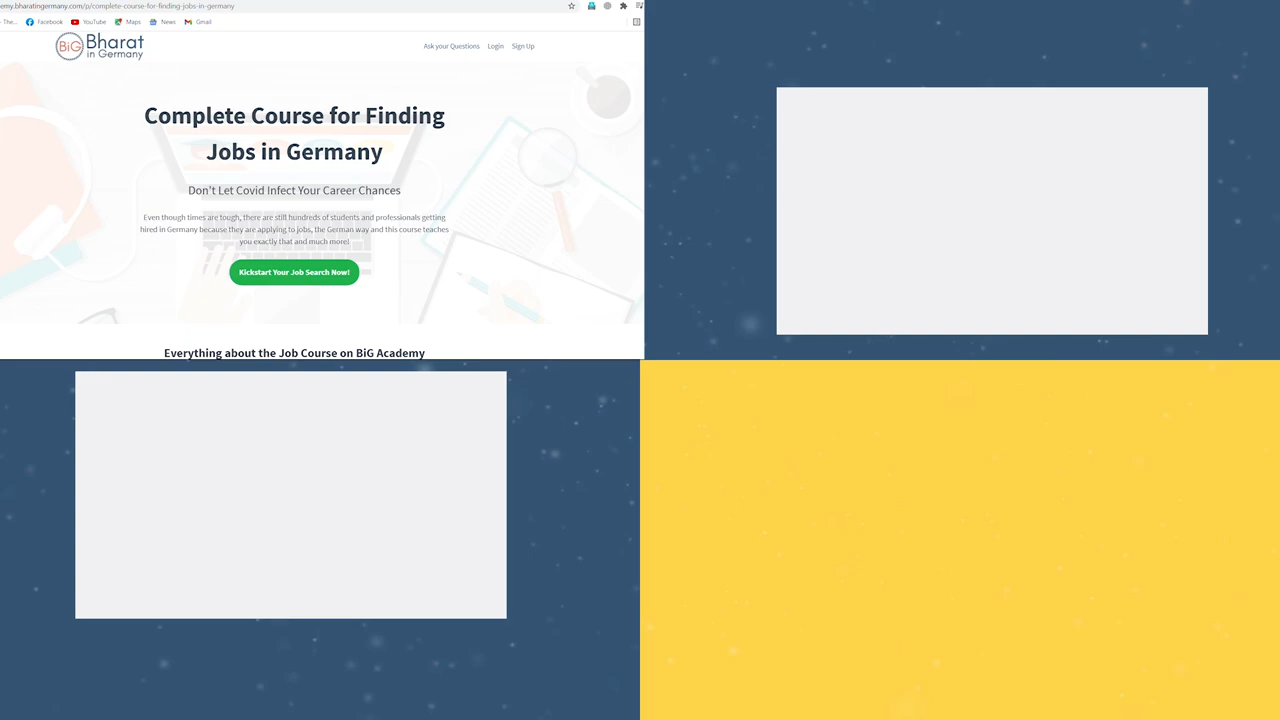 emy.bharatingermany.com/p/complete-course-for-finding-jobs-in-germany
The... Facebook YouTube Maps News Gmail
BiG Bharat in Germany
Ask your Questions Login Sign Up
Complete Course for Finding
Jobs in Germany
Don't Let Covid Infect Your Career Chances
Even though times are tough, there are still hundreds of students and professionals getting
hired in Germany because they are applying to jobs, the German way and this course teaches
you exactly that and much more!
Kickstart Your Job Search Now!
Everything about the Job Course on BiG Academy